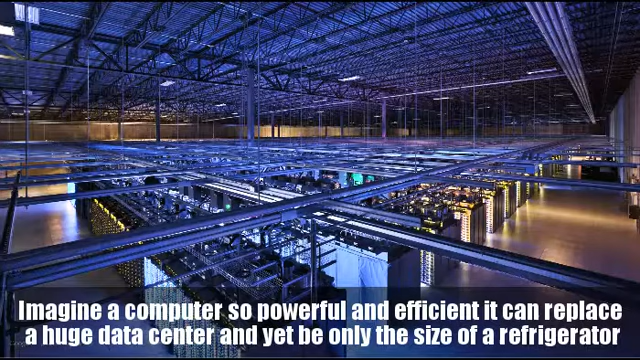 Imagine a computer so powerful and efficient it can replace
a huge data center and yet be only the size of a refrigerator